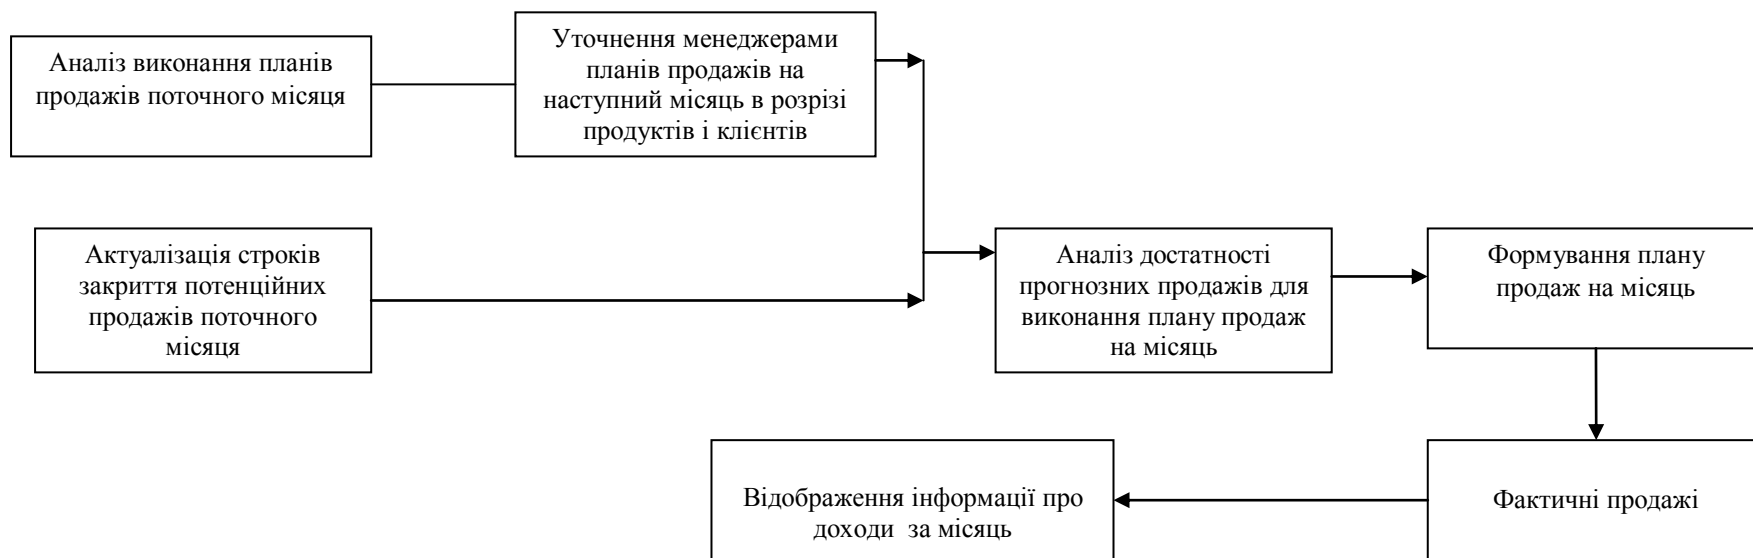 Аналіз виконання планів
продажів поточного місяця
Уточнення менеджерами
планів продажів на
наступний місяць в розрізі
продуктів і клієнтів
Актуалізація строків
закриття потенційних
продажів поточного
місяця
Аналіз достатності
прогнозних продажів для
виконання плану продаж
на місяць
Формування плану
продаж на місяць
Відображення інформації про
доходи за місяць
Фактичні продажі